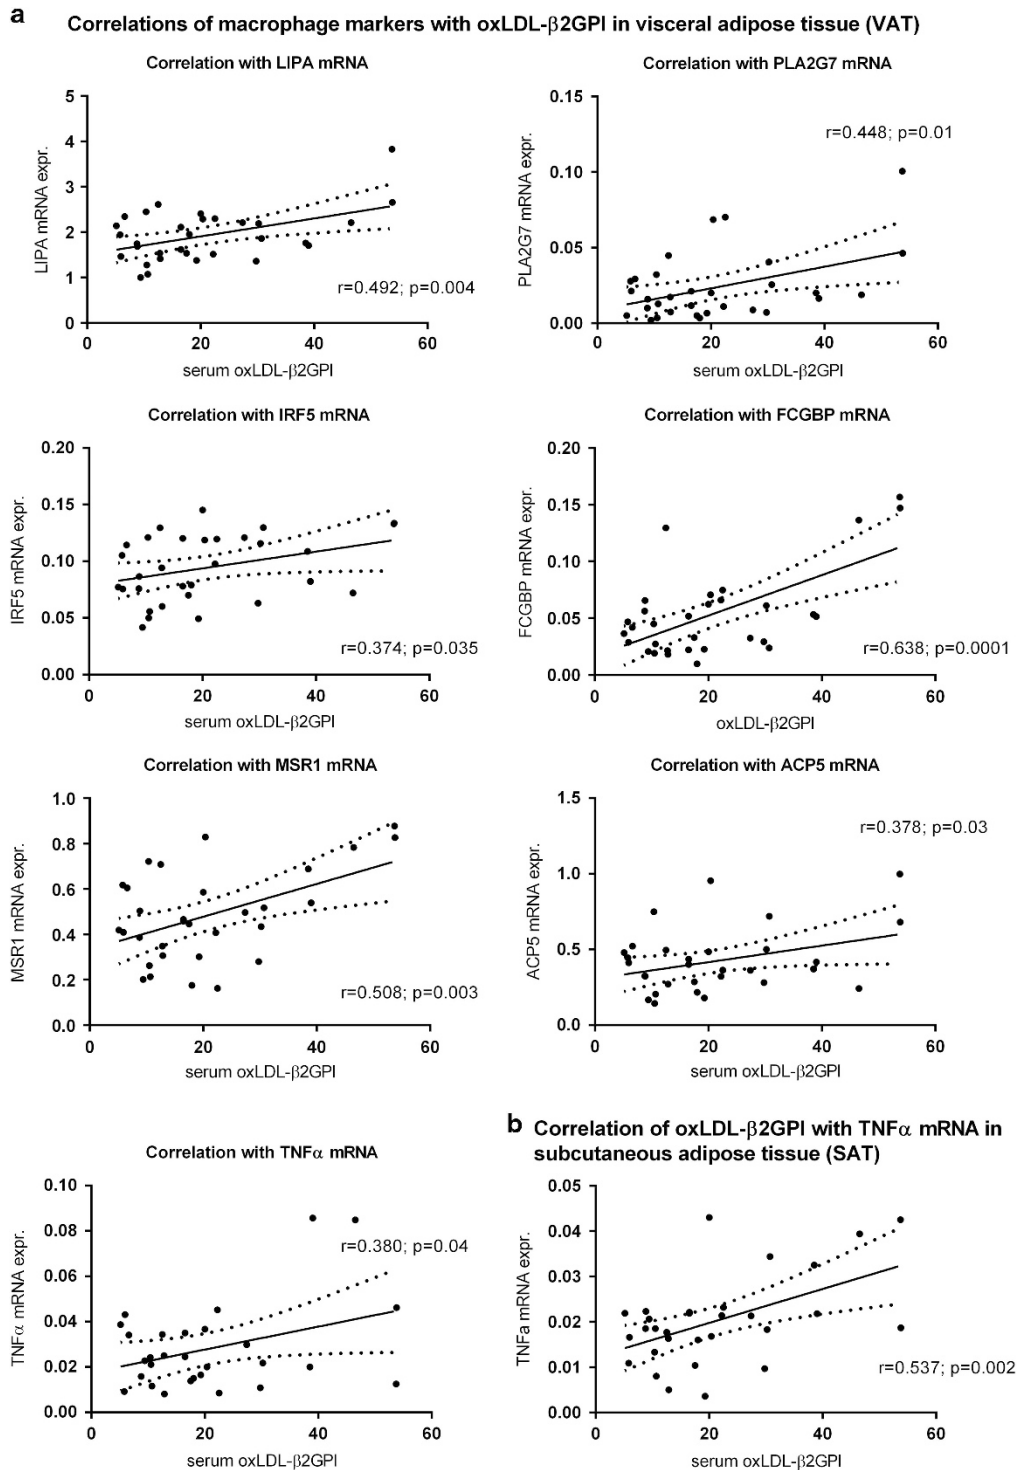 a
Correlations of macrophage markers with oxLDL-β2GPI in visceral adipose tissue (VAT)
Correlation with LIPA mRNA
5
4
3
2
1
0
LIPA mRNA expr.
r=0.492; p=0.004
0 20 40 60
serum oxLDL-β2GPI
Correlation with PLA2G7 mRNA
0.15
0.10
0.05
0.00
PLA2G7 mRNA expr.
r=0.448; p=0.01
0 20 40 60
serum oxLDL-β2GPI
Correlation with IRF5 mRNA
0.20
0.15
0.10
0.05
0.00
IRF5 mRNA expr.
r=0.374; p=0.035
0 20 40 60
serum oxLDL-β2GPI
Correlation with FCGBP mRNA
0.20
0.15
0.10
0.05
0.00
FCGBP mRNA expr.
r=0.638; p=0.0001
0 20 40 60
oxLDL-β2GPI
Correlation with MSR1 mRNA
1.0
0.8
0.6
0.4
0.2
0.0
MSR1 mRNA expr.
r=0.508; p=0.003
0 20 40 60
serum oxLDL-β2GPI
Correlation with ACP5 mRNA
1.5
1.0
0.5
0.0
ACP5 mRNA expr.
r=0.378; p=0.03
0 20 40 60
serum oxLDL-β2GPI
Correlation with TNFα mRNA
0.10
0.08
0.06
0.04
0.02
0.00
TNFα mRNA expr.
r=0.380; p=0.04
0 20 40 60
serum oxLDL-β2GPI
b
Correlation of oxLDL-β2GPI with TNFα mRNA in
subcutaneous adipose tissue (SAT)
0.05
0.04
0.03
0.02
0.01
0.00
TNFa mRNA expr.
r=0.537; p=0.002
0 20 40 60
serum oxLDL-β2GPI